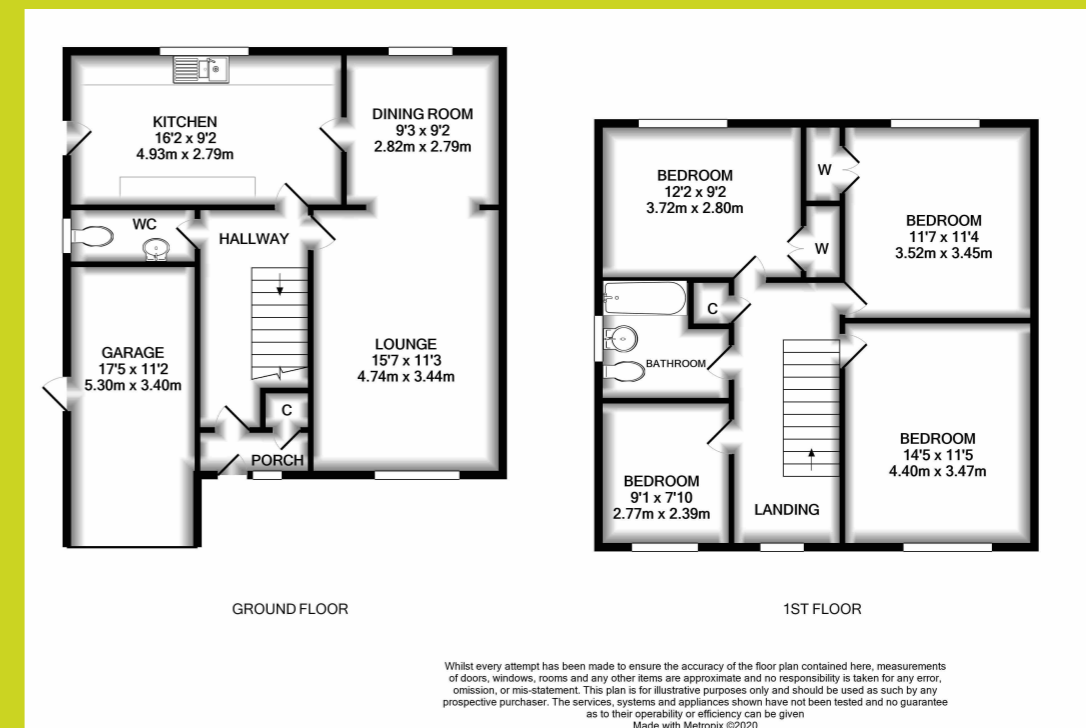 KITCHEN
16'2 x 9'2
4.93m x 2.79m
DINING ROOM
9'3 x 9'2
2.82m x 2.79m
WC
HALLWAY
GARAGE
17'5 x 11'2
5.30m x 3.40m
LOUNGE
15'7 x 11'3
4.74m x 3.44m
C
PORCH
GROUND FLOOR
BEDROOM
12'2 x 9'2
3.72m x 2.80m
W
W
BEDROOM
11'7 x 11'4
3.52m x 3.45m
C
BATHROOM
BEDROOM
14'5 x 11'5
4.40m x 3.47m
BEDROOM
9'1 x 7'10
2.77m x 2.39m
LANDING
1ST FLOOR
Whilst every attempt has been made to ensure the accuracy of the floor plan contained here, measurements
of doors, windows, rooms and any other items are approximate and no responsibility is taken for any error,
omission, or mis-statement. This plan is for illustrative purposes only and should be used as such by any
prospective purchaser. The services, systems and appliances shown have not been tested and no guarantee
as to their operability or efficiency can be given
Made with Metropix ©2020